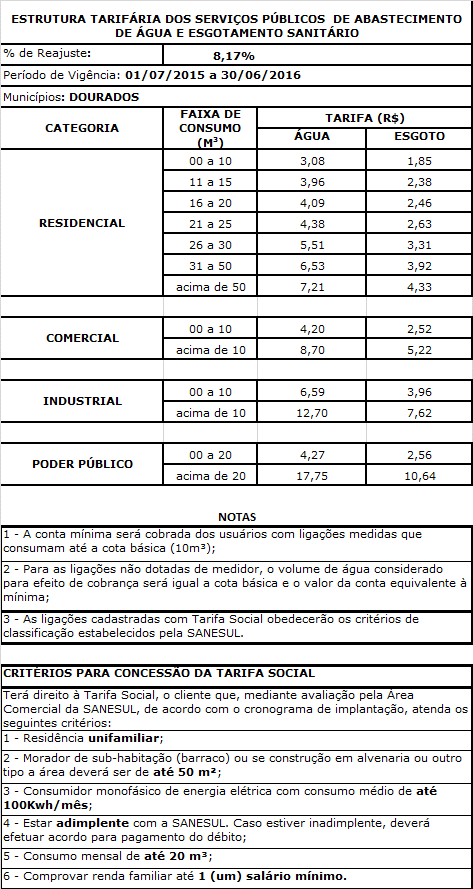 ESTRUTURA TARIFÁRIA DOS SERVIÇOS PÚBLICOS DE ABASTECIMENTO
DE ÁGUA E ESGOTAMENTO SANITÁRIO
% de Reajuste: 8,17%
Período de Vigência: 01/07/2015 a 30/06/2016
Municípios: DOURADOS
CATEGORIA FAIXA DE CONSUMO (M³) TARIFA (R$)
ÁGUA ESGOTO
RESIDENCIAL
00 a 10 3,08 1,85
11 a 15 3,96 2,38
16 a 20 4,09 2,46
21 a 25 4,38 2,63
26 a 30 5,51 3,31
31 a 50 6,53 3,92
acima de 50 7,21 4,33
COMERCIAL
00 a 10 4,20 2,52
acima de 10 8,70 5,22
INDUSTRIAL
00 a 10 6,59 3,96
acima de 10 12,70 7,62
PODER PÚBLICO
00 a 20 4,27 2,56
acima de 20 17,75 10,64
NOTAS
1 - A conta mínima será cobrada dos usuários com ligações medidas que
consumam até a cota básica (10m³);
2 - Para as ligações não dotadas de medidor, o volume de água considerado
para efeito de cobrança será igual a cota básica e o valor da conta equivalente à
mínima;
3 - As ligações cadastradas com Tarifa Social obedecerão os critérios de
classificação estabelecidos pela SANESUL.
CRITÉRIOS PARA CONCESSÃO DA TARIFA SOCIAL
Terá direito à Tarifa Social, o cliente que, mediante avaliação pela Área
Comercial da SANESUL, de acordo com o cronograma de implantação, atenda os
seguintes critérios:
1 - Residência unifamiliar;
2 - Morador de sub-habitação (barraco) ou se construção em alvenaria ou outro
tipo a área deverá ser de até 50 m²;
3 - Consumidor monofásico de energia elétrica com consumo médio de até
100Kwh/mês;
4 - Estar adimplente com a SANESUL. Caso estiver inadimplente, deverá
efetuar acordo para pagamento do débito;
5 - Consumo mensal de até 20 m³;
6 - Comprovar renda familiar até 1 (um) salário mínimo.